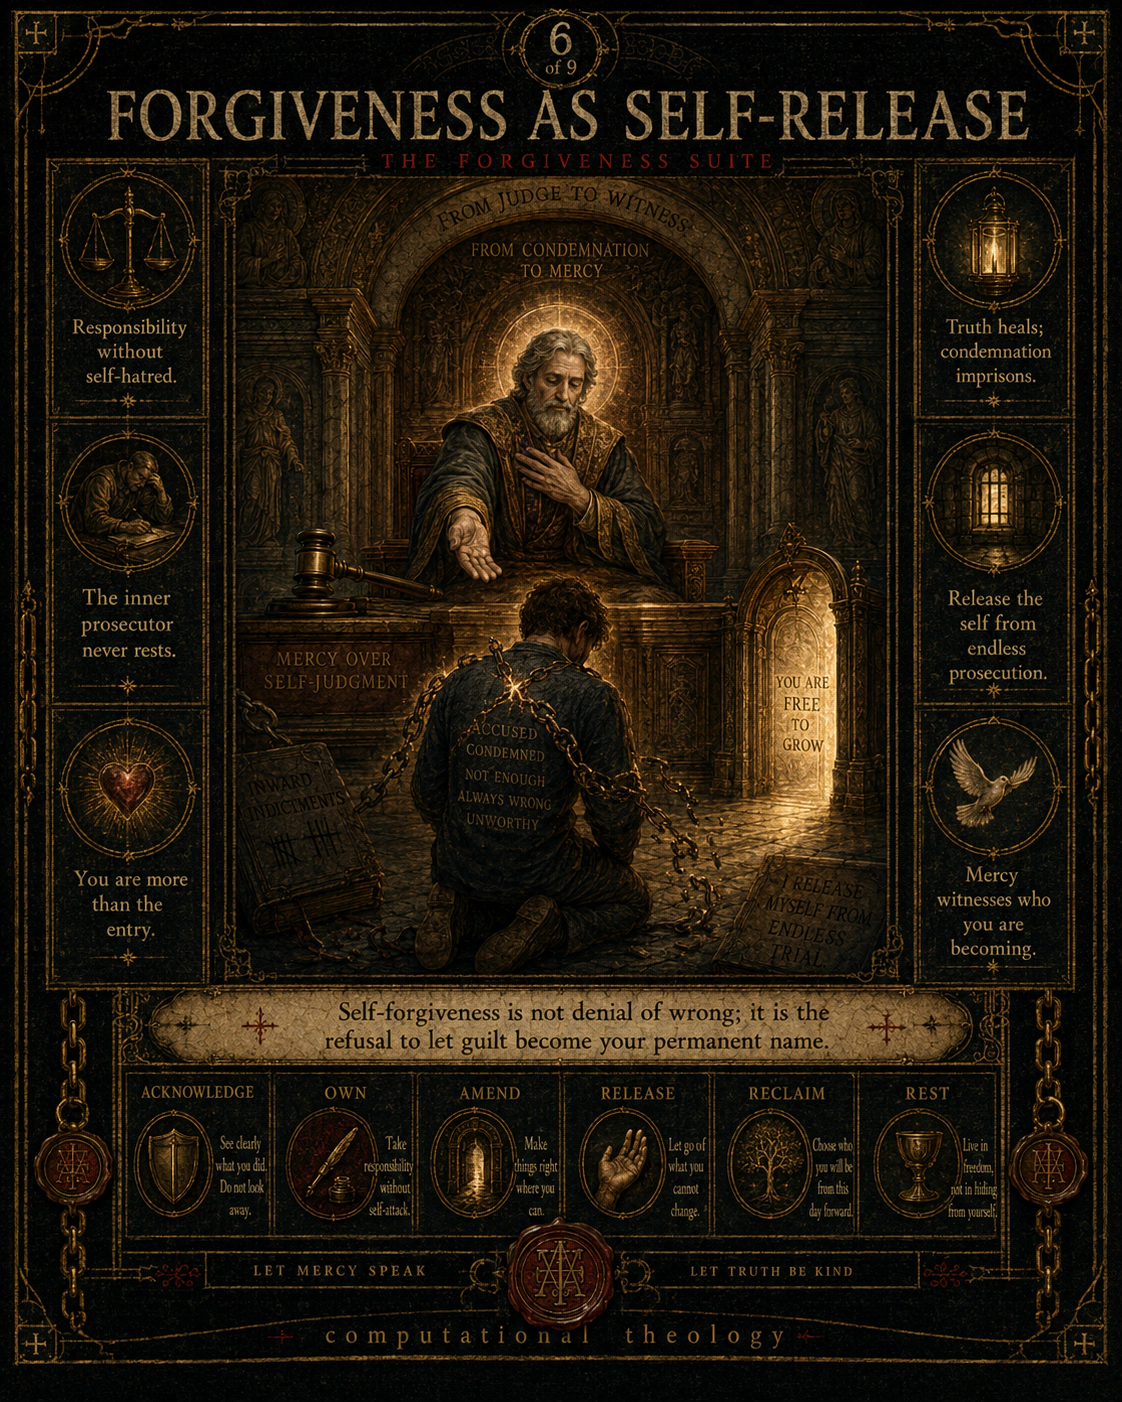 6
of 9
FORGIVENESS AS SELF-RELEASE
THE FORGIVENESS SUITE
Responsibility
without
self-hatred.
The inner
prosecutor
never rests.
You are more
than the
entry.
FROM JUDGE TO WITNESS
FROM CONDEMNATION
TO MERCY
MERCY OVER
SELF-JUDGMENT
ACCUSED
CONDEMNED
NOT ENOUGH
ALWAYS WRONG
UNWORTHY
INWARD
INDICTMENTS
YOU ARE
FREE
TO
GROW
I RELEASE
MYSELF FROM
ENDLESS
TRIAL.
Truth heals;
condemnation
imprisons.
Release the
self from
endless
prosecution.
Mercy
witnesses who
you are
becoming.
Self-forgiveness is not denial of wrong; it is the
refusal to let guilt become your permanent name.
ACKNOWLEDGE
See clearly
what you did.
Do not look
away.
OWN
Take
responsibility
without
self-attack.
AMEND
Make
things right
where you
can.
RELEASE
Let go of
what you
cannot
change.
RECLAIM
Choose who
you will be
from this
day forward.
REST
Live in
freedom,
not in hiding
from yourself.
LET MERCY SPEAK
LET TRUTH BE KIND
computational theology